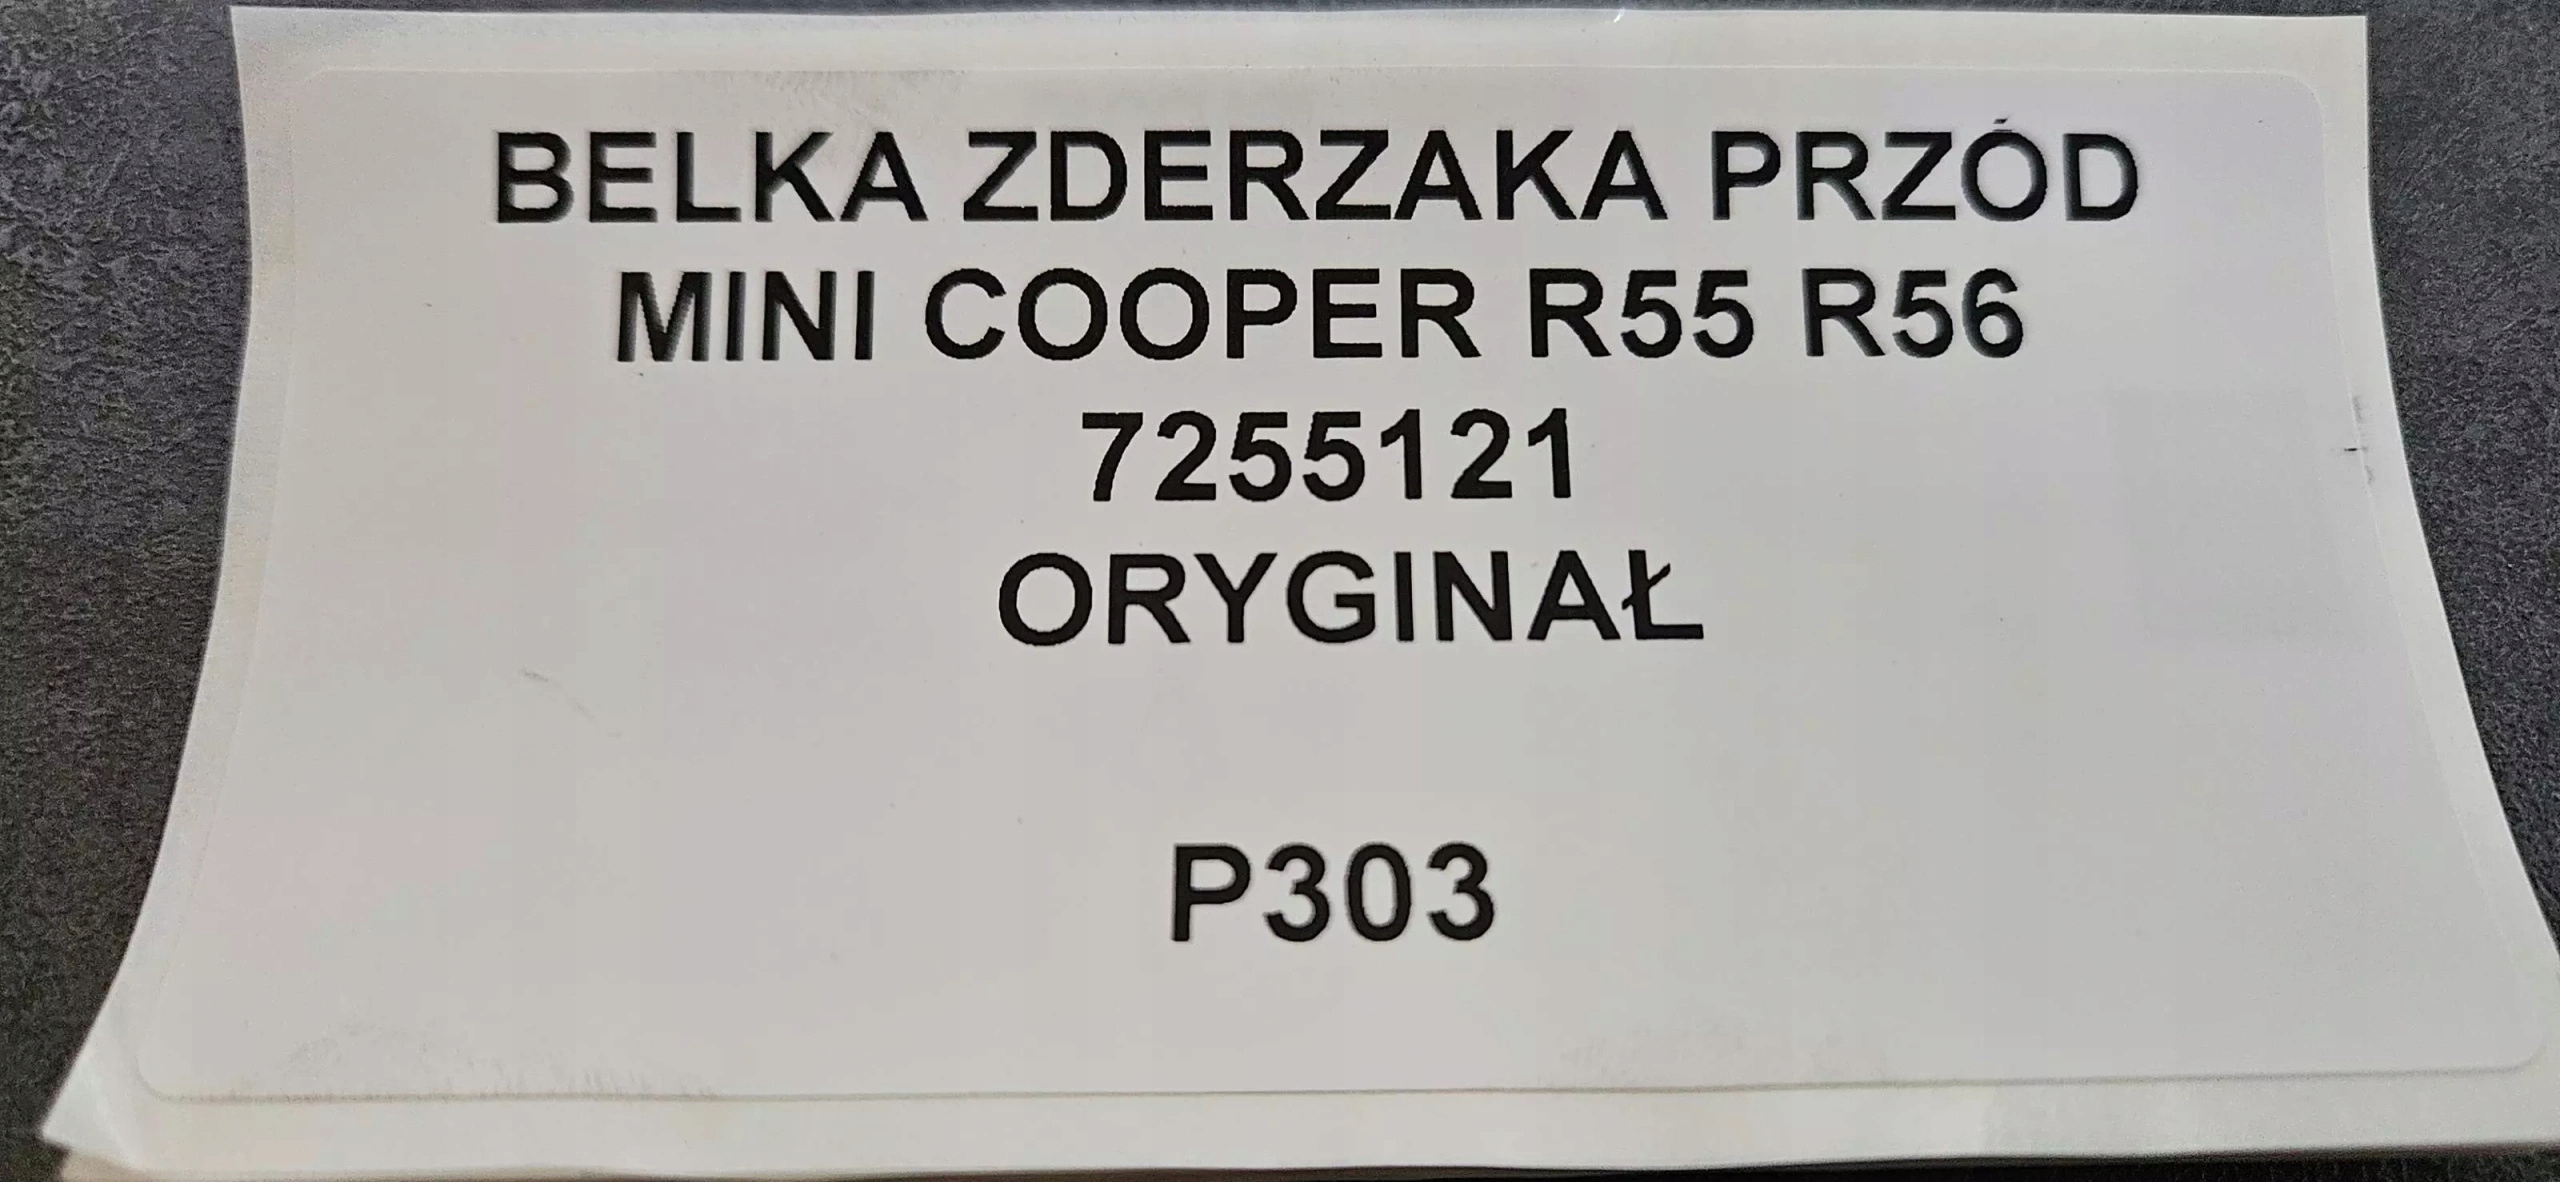 BELKA ZDERZAKA PRZÓD
MINI COOPER R55 R56
7255121
ORYGINAŁ
P303